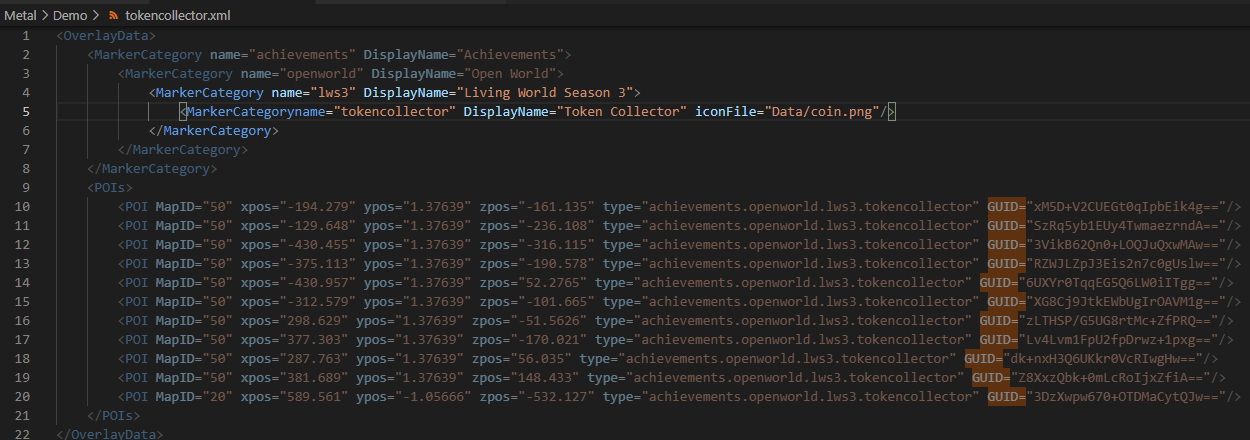 Metal > Demo > tokencollector.xml
1 <OverlayData>
2 <MarkerCategory name="achievements" DisplayName="Achievements">
3 <MarkerCategory name="openworld" DisplayName="Open World">
4 <MarkerCategory name="lws3" DisplayName="Living World Season 3">
5 <MarkerCategoryname="tokencollector" DisplayName="Token Collector" iconFile="Data/coin.png"/>
6 </MarkerCategory>
7 </MarkerCategory>
8 </MarkerCategory>
9 <POIs>
10 <POI MapID="50" xpos="-194.279" ypos="1.37639" zpos="-161.135" type="achievements.openworld.lws3.tokencollector" GUID="xM5D+V2CUEGt0qIpbEik4g=="/>
11 <POI MapID="50" xpos="-129.648" ypos="1.37639" zpos="-236.108" type="achievements.openworld.lws3.tokencollector" GUID="SzRq5yb1EUy4TwmaezrndA=="/>
12 <POI MapID="50" xpos="-430.455" ypos="1.37639" zpos="-316.115" type="achievements.openworld.lws3.tokencollector" GUID="3VikB62Qn0+LOQJuQxwMAw=="/>
13 <POI MapID="50" xpos="-375.113" ypos="1.37639" zpos="-190.578" type="achievements.openworld.lws3.tokencollector" GUID="RZWJLZpJ3Eis2n7c0gUslw=="/>
14 <POI MapID="50" xpos="-430.957" ypos="1.37639" zpos="52.2765" type="achievements.openworld.lws3.tokencollector" GUID="6UXYr0TqqEG5Q6LW0iITgg=="/>
15 <POI MapID="50" xpos="-312.579" ypos="1.37639" zpos="-101.665" type="achievements.openworld.lws3.tokencollector" GUID="XG8Cj9JtkEWbUgIrOAVM1g=="/>
16 <POI MapID="50" xpos="298.629" ypos="1.37639" zpos="-51.5626" type="achievements.openworld.lws3.tokencollector" GUID="zLTHSP/G5UG8rtMc+ZfPRQ=="/>
17 <POI MapID="50" xpos="377.303" ypos="1.37639" zpos="-170.021" type="achievements.openworld.lws3.tokencollector" GUID="Lv4Lvm1FpU2fpDrwz+1pxg=="/>
18 <POI MapID="50" xpos="287.763" ypos="1.37639" zpos="56.035" type="achievements.openworld.lws3.tokencollector" GUID="dk+nxH3Q6UKkr0VcRIwgHw=="/>
19 <POI MapID="50" xpos="381.689" ypos="1.37639" zpos="148.433" type="achievements.openworld.lws3.tokencollector" GUID="Z8XxzQbk+0mLcRoIjxZfiA=="/>
20 <POI MapID="20" xpos="589.561" ypos="-1.05666" zpos="-532.127" type="achievements.openworld.lws3.tokencollector" GUID="3DzXwpw670+OTDMaCytQJw=="/>
21 </POIs>
22 </OverlayData>